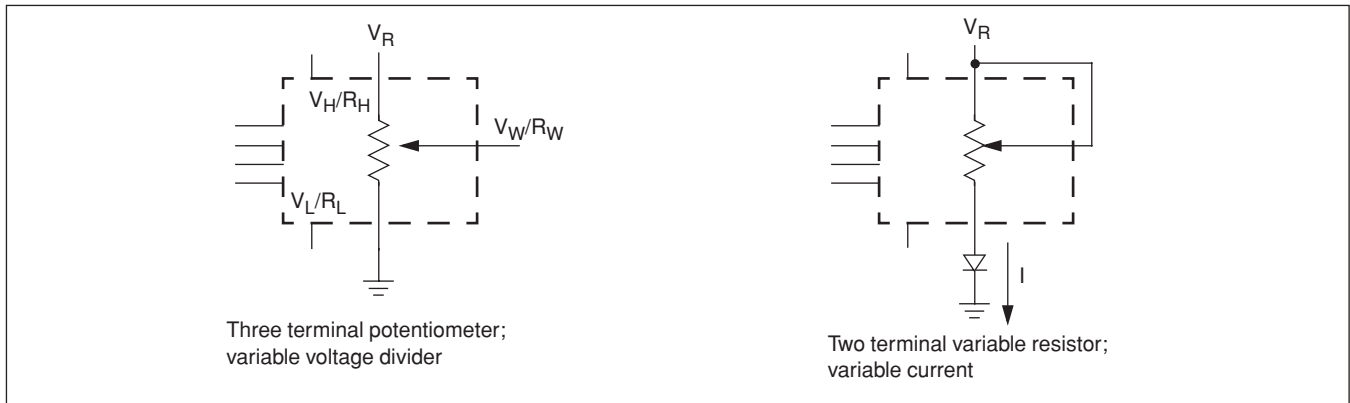 V_R
V_H/R_H
V_W/R_W
V_L/R_L
Three terminal potentiometer;
variable voltage divider
V_R
I
Two terminal variable resistor;
variable current